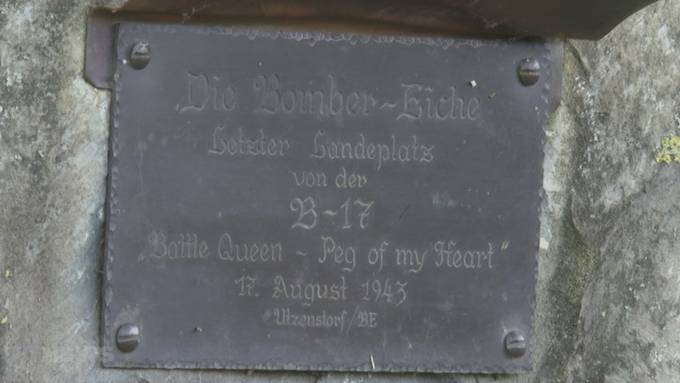 „Die Bomber-Eiche"
Letzter Landeplatz
von der
B-17
„Battle Queen - Peg of my Heart"
17. August 1943
Utzenstorf/BE